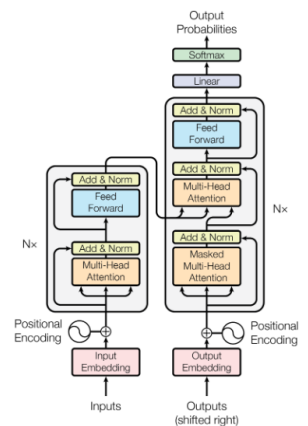 Output
Probabilities
Softmax
Linear
Add & Norm
Feed
Forward
Add & Norm
Multi-Head
Attention
Add & Norm
Masked
Multi-Head
Attention
Nx
Add & Norm
Feed
Forward
Nx
Add & Norm
Multi-Head
Attention
Positional
Encoding
Positional
Encoding
Input
Embedding
Output
Embedding
Inputs
Outputs
(shifted right)